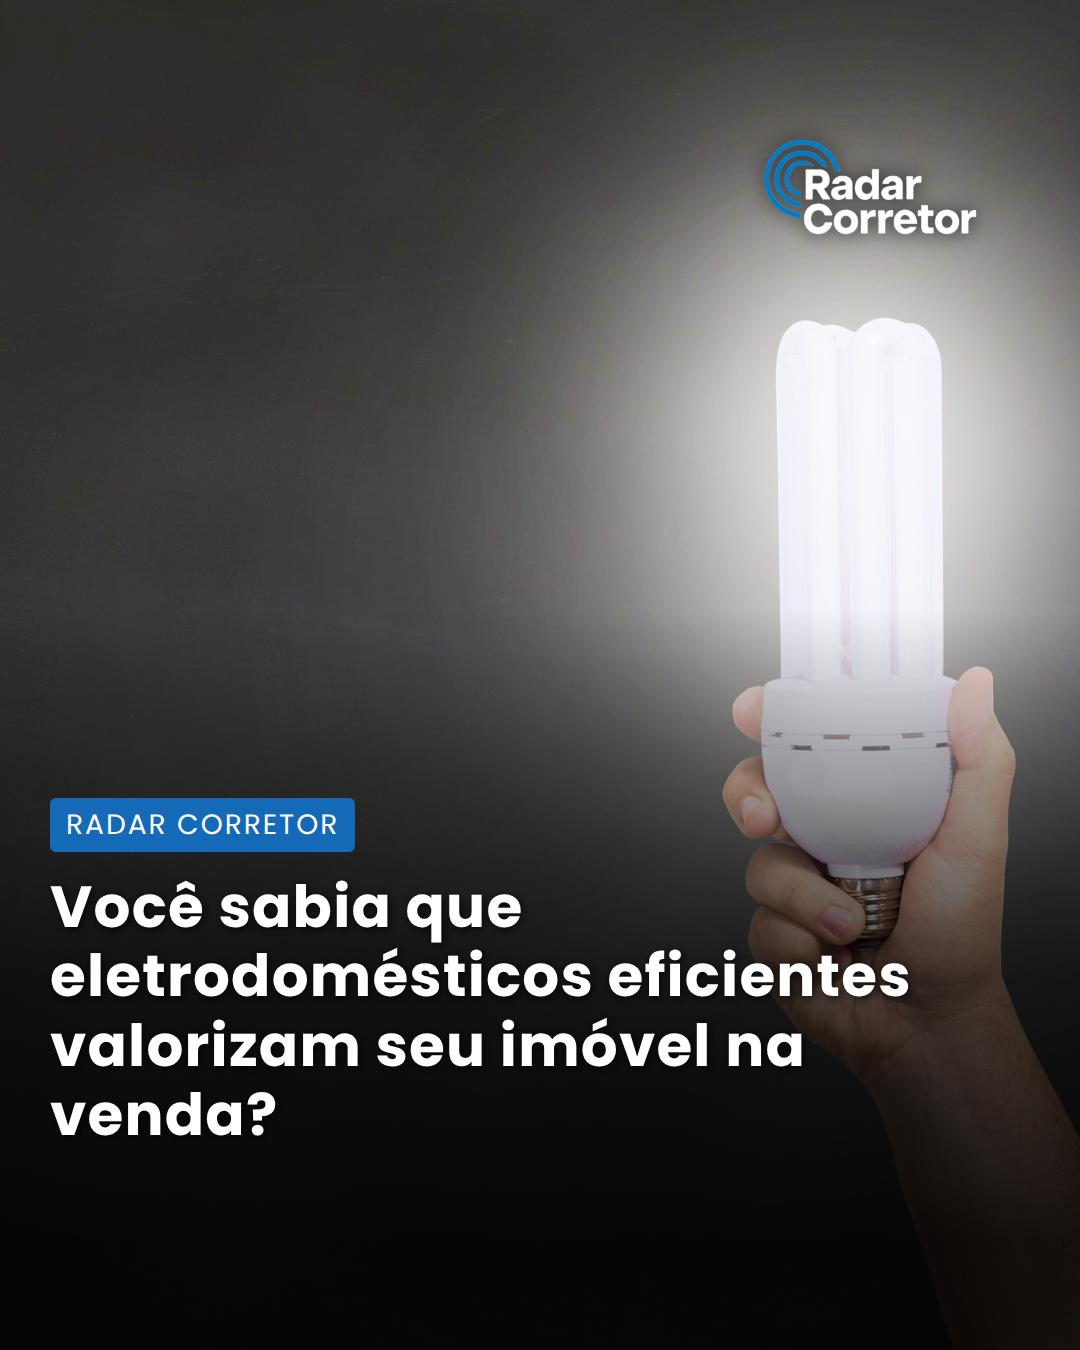 Radar
Corretor
RADAR CORRETOR
Você sabia que
eletrodomésticos eficientes
valorizam seu imóvel na
venda?